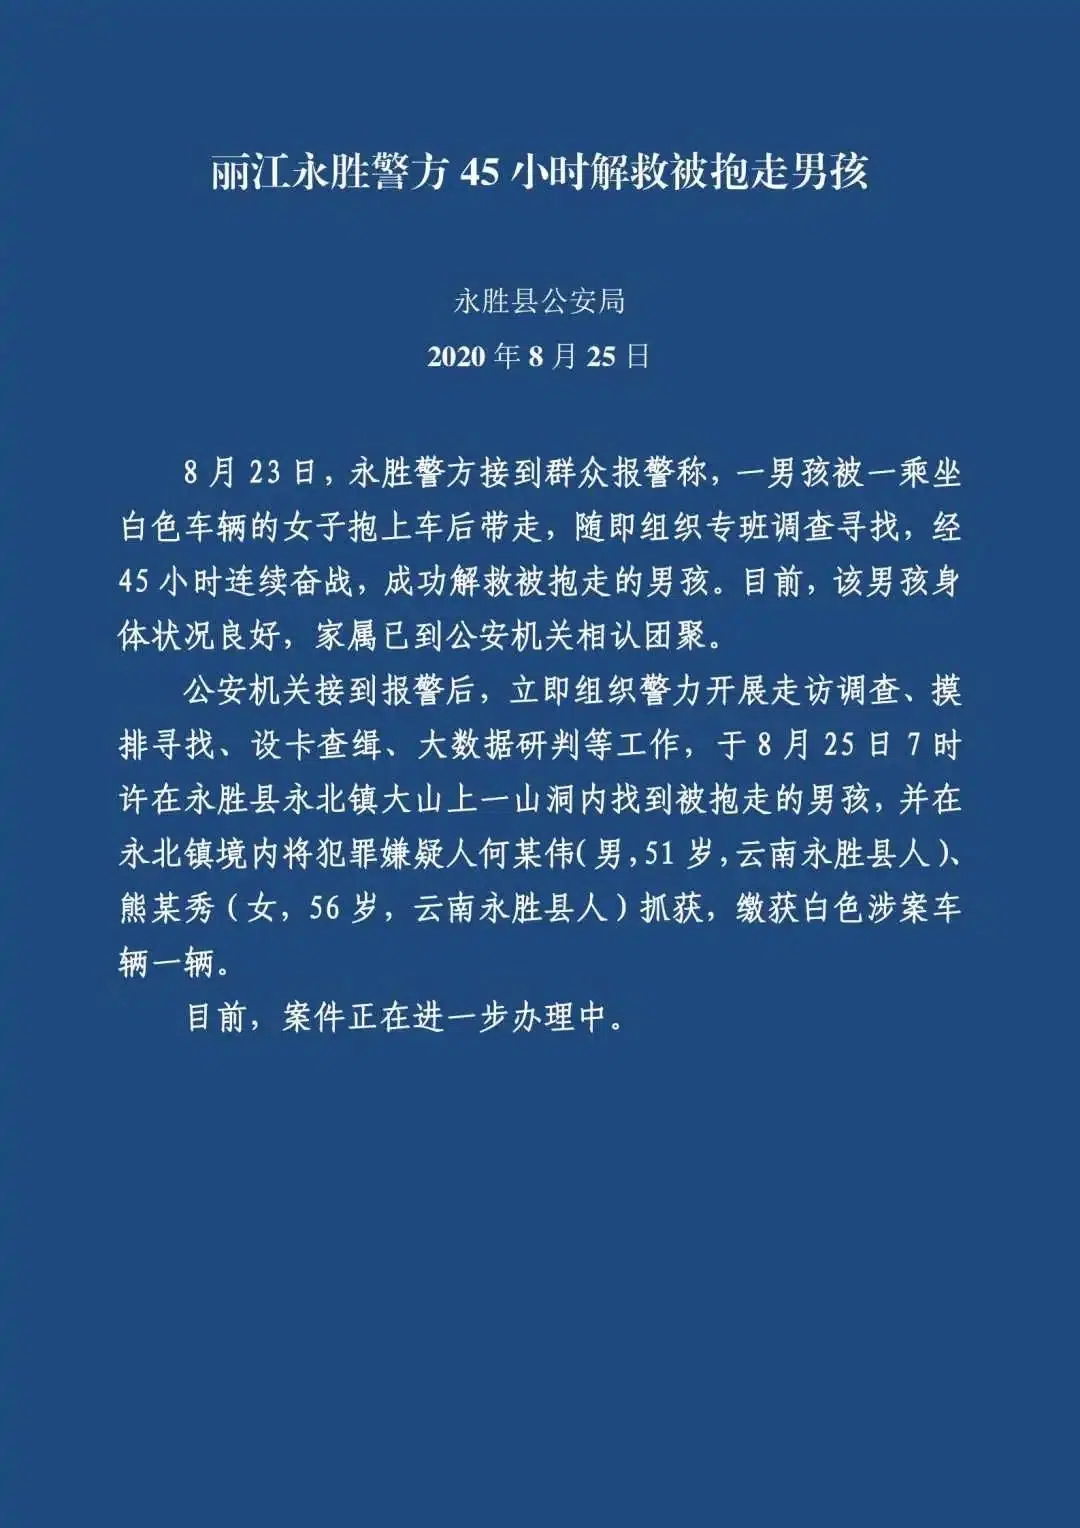 丽江永胜警方 45 小时解救被抱走男孩
永胜县公安局
2020 年 8 月 25 日
8 月 23 日，永胜警方接到群众报警称，一男孩被一乘坐
白色车辆的女子抱上车后带走，随即组织专班调查寻找，经
45 小时连续奋战，成功解救被抱走的男孩。目前，该男孩身
体状况良好，家属已到公安机关相认团聚。
公安机关接到报警后，立即组织警力开展走访调查、摸
排寻找、设卡查缉、大数据研判等工作，于 8 月 25 日 7 时
许在永胜县永北镇大山上一山洞内找到被抱走的男孩，并在
永北镇境内将犯罪嫌疑人何某伟（男，51 岁，云南永胜县人）、
熊某秀（女，56 岁，云南永胜县人）抓获，缴获白色涉案车
辆一辆。
目前，案件正在进一步办理中。